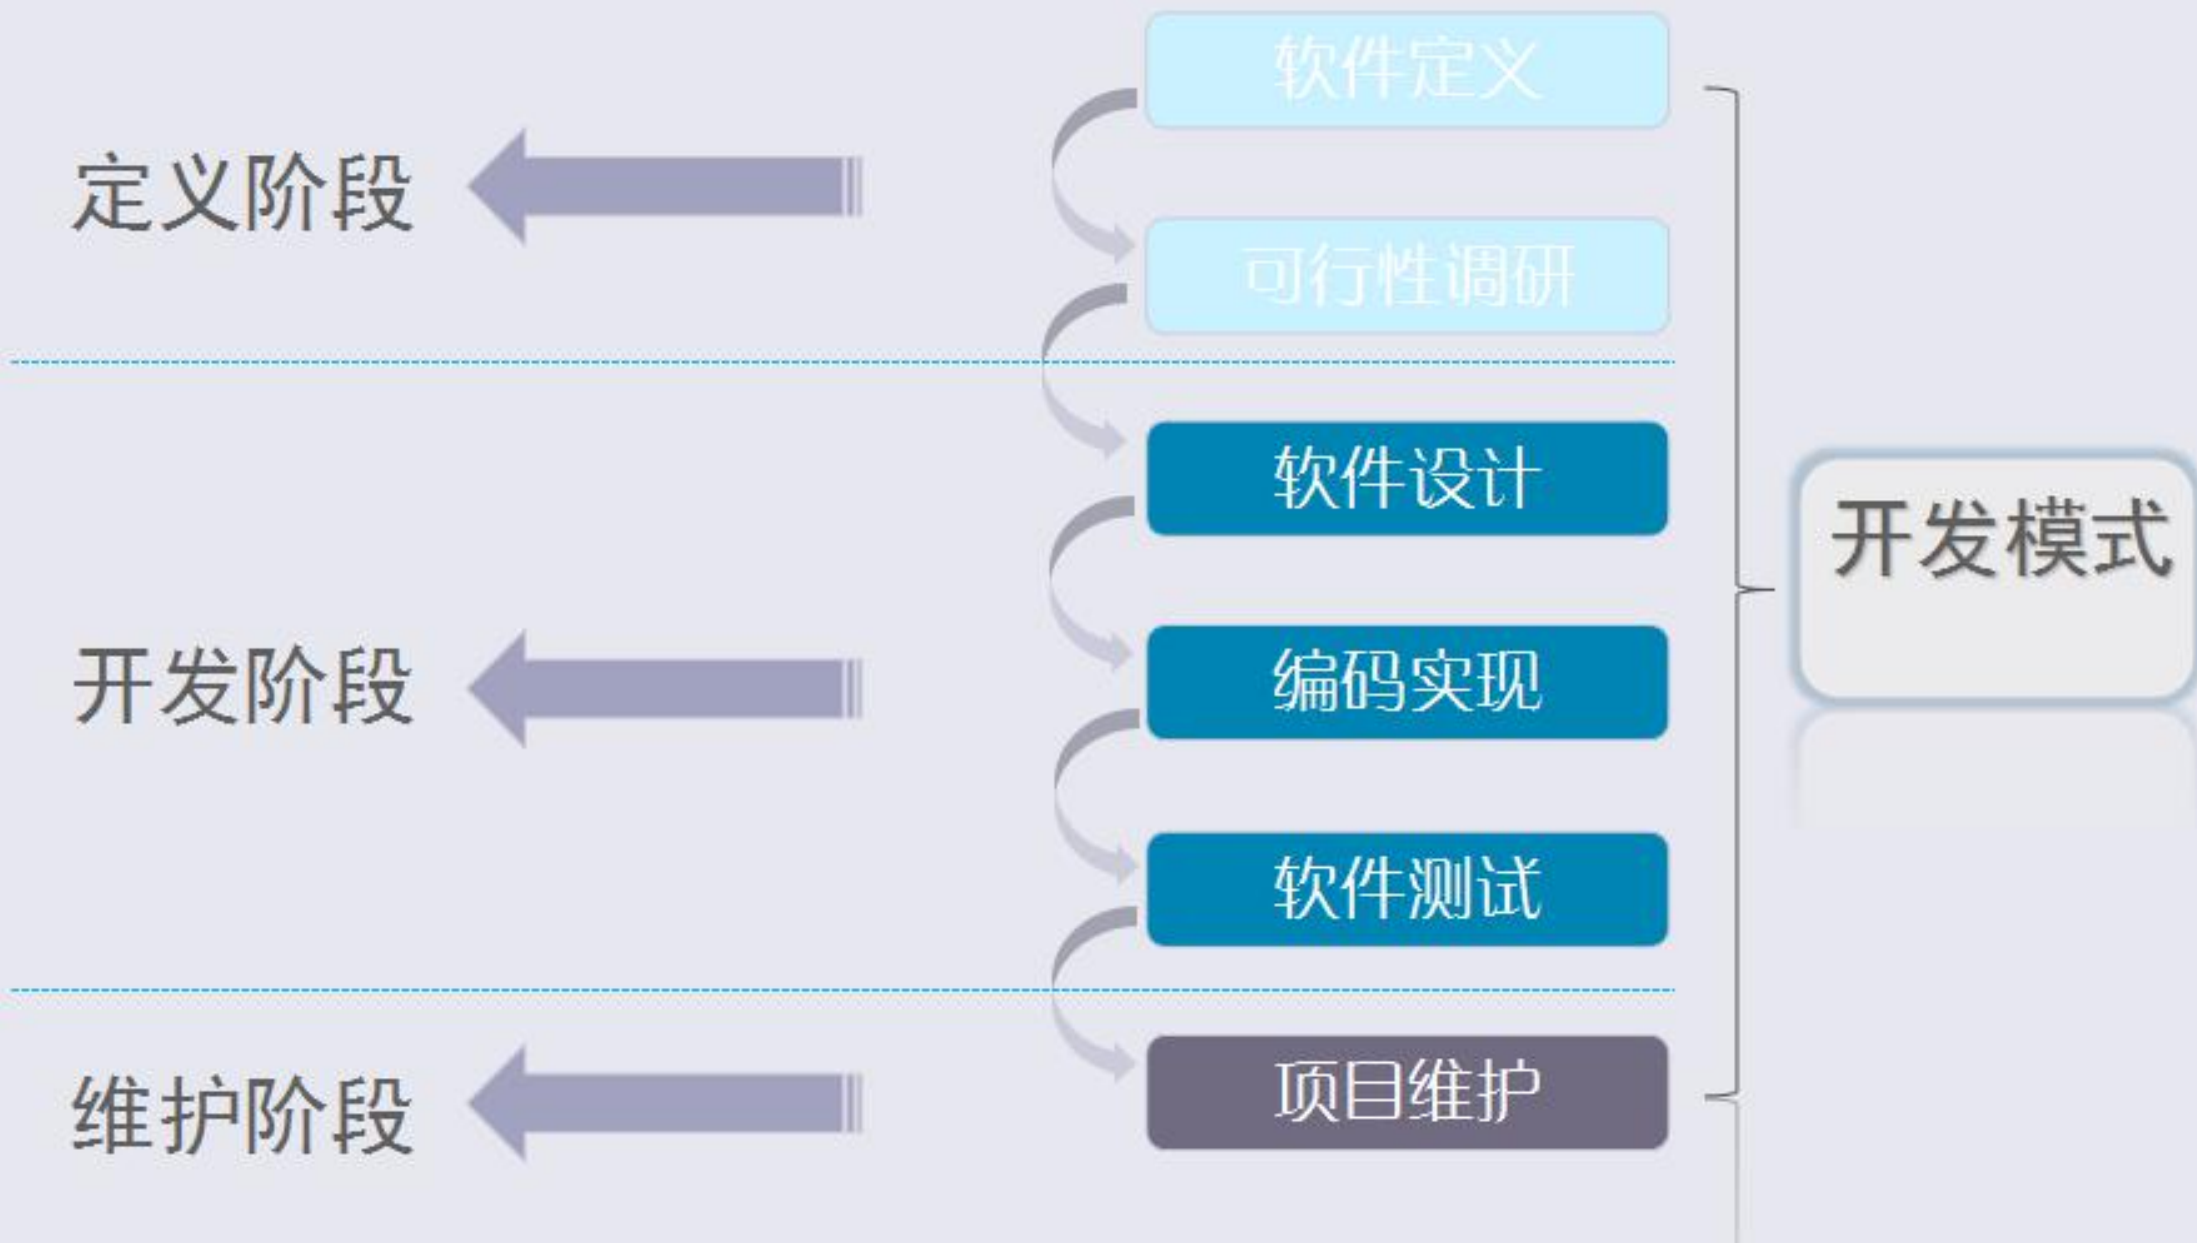 软件定义
定义阶段
可行性调研
软件设计
开发模式
编码实现
开发阶段
软件测试
项目维护
维护阶段